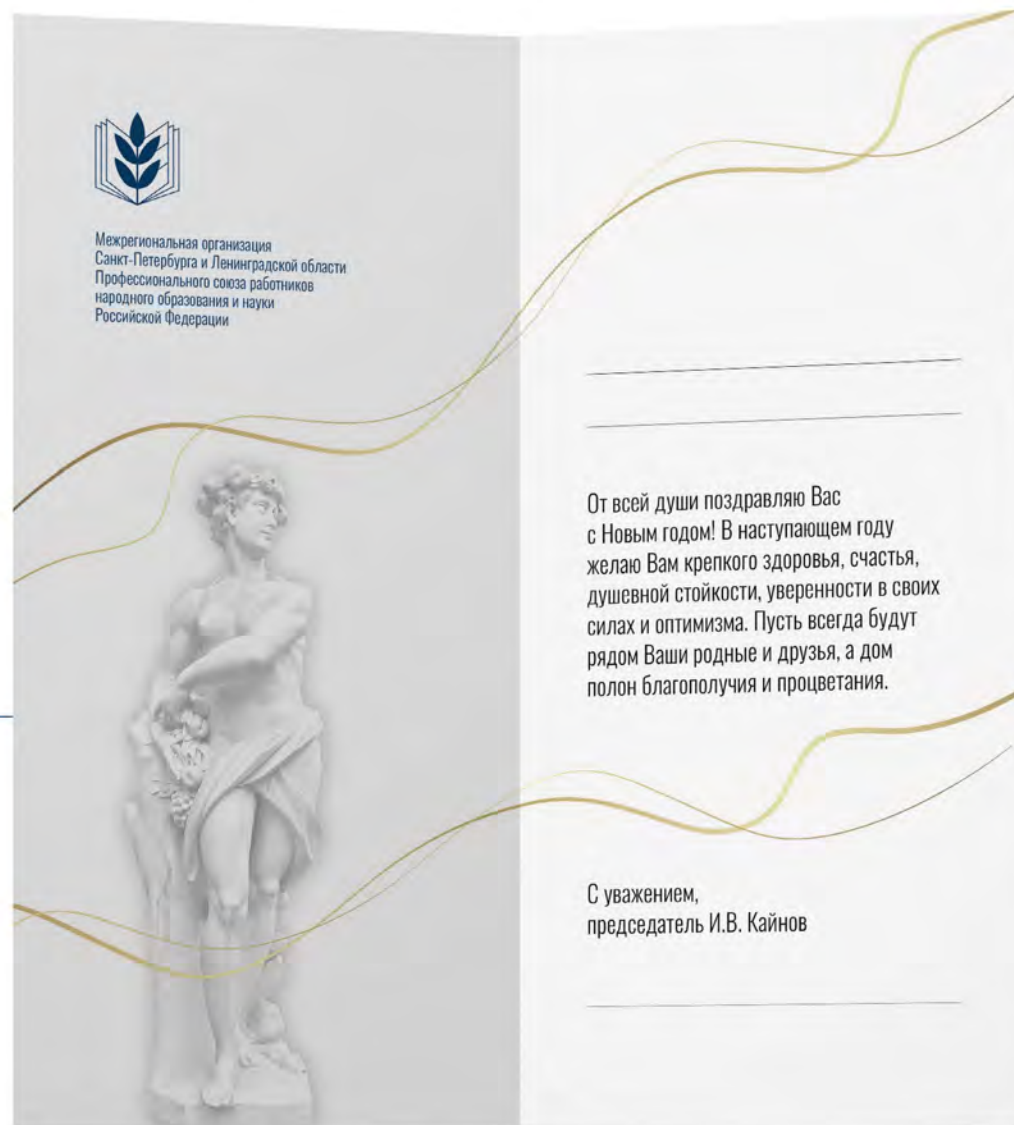 Межрегиональная организация
Санкт-Петербурга и Ленинградской области
Профессионального союза работников
народного образования и науки
Российской Федерации
От всей души поздравляю Вас
с Новым годом! В наступающем году
желаю Вам крепкого здоровья, счастья,
душевной стойкости, уверенности в своих
силах и оптимизма. Пусть всегда будут
рядом Ваши родные и друзья, а дом
полон благополучия и процветания.
С уважением,
председатель И.В. Кайнов